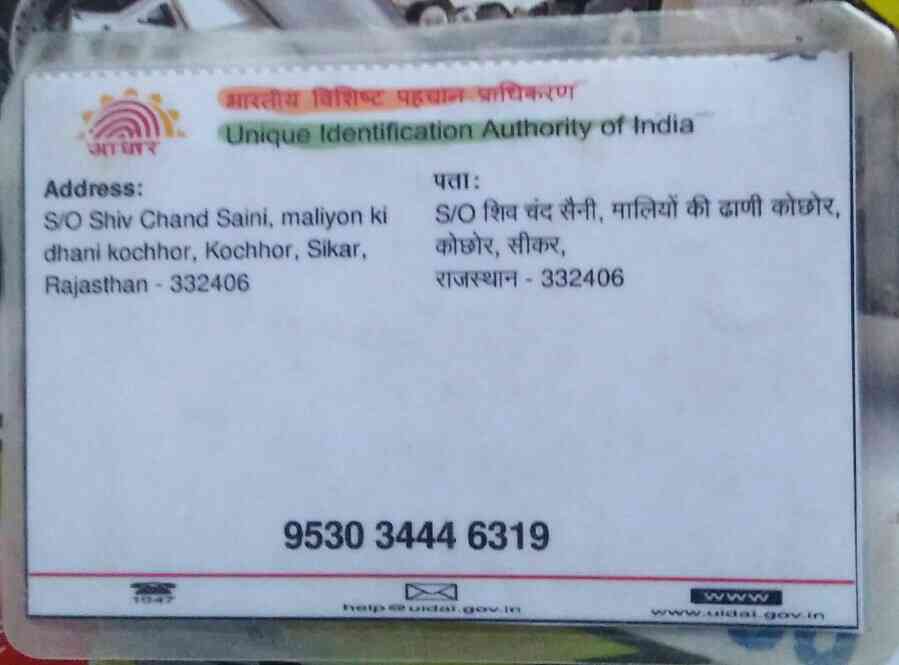 भारतीय विशिष्ट पहचान प्राधिकरण
Unique Identification Authority of India
आधार
Address:
S/O Shiv Chand Saini, maliyon ki
dhani kochhor, Kochhor, Sikar,
Rajasthan - 332406
पता :
S/O शिव चंद सैनी, मालियों की ढाणी कोछोर,
कोछोर, सीकर,
राजस्थान - 332406
9530 3444 6319
1947
help@uidai.gov.in
www
www.uidai.gov.in